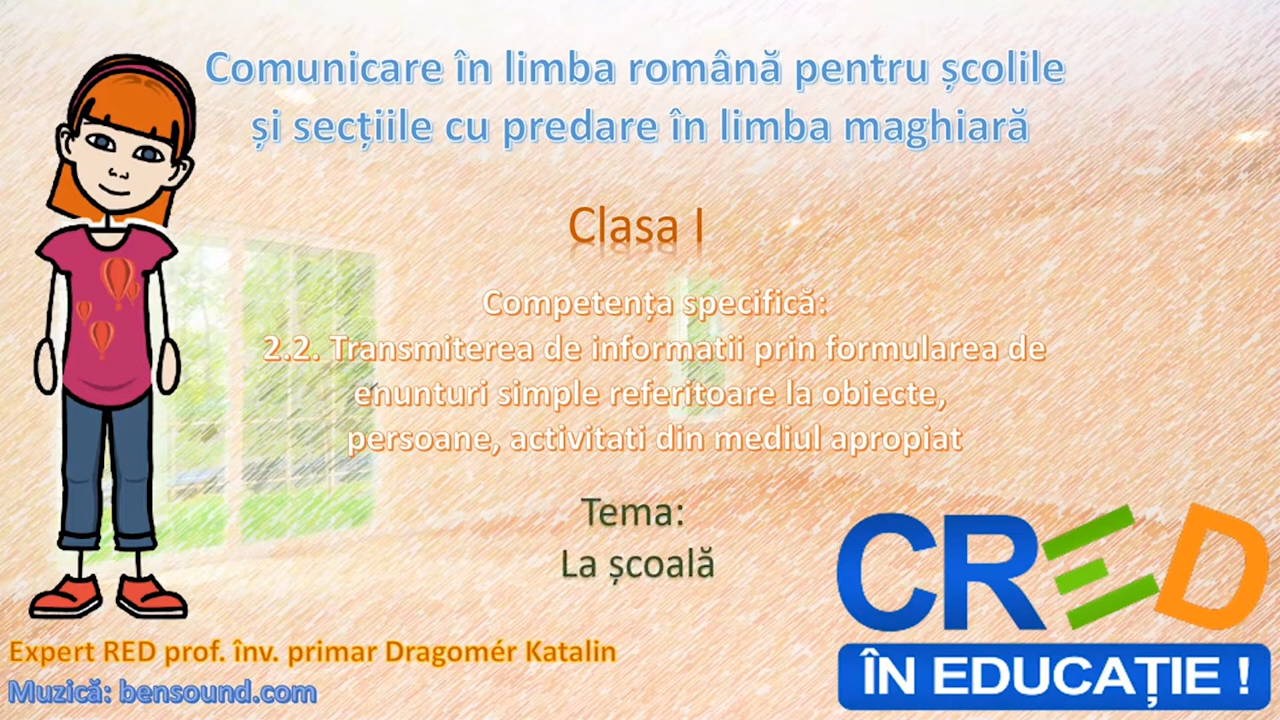 Comunicare în limba română pentru școlile
și secțiile cu predare în limba maghiară
Clasa I
Competența specifică:
2.2. Transmiterea de informatii prin formularea de
enunturi simple referitoare la obiecte,
persoane, activitati din mediul apropiat
Tema:
La școală
CRED
ÎN EDUCAȚIE !
Expert RED prof. înv. primar Dragomér Katalin
Muzică: bensound.com